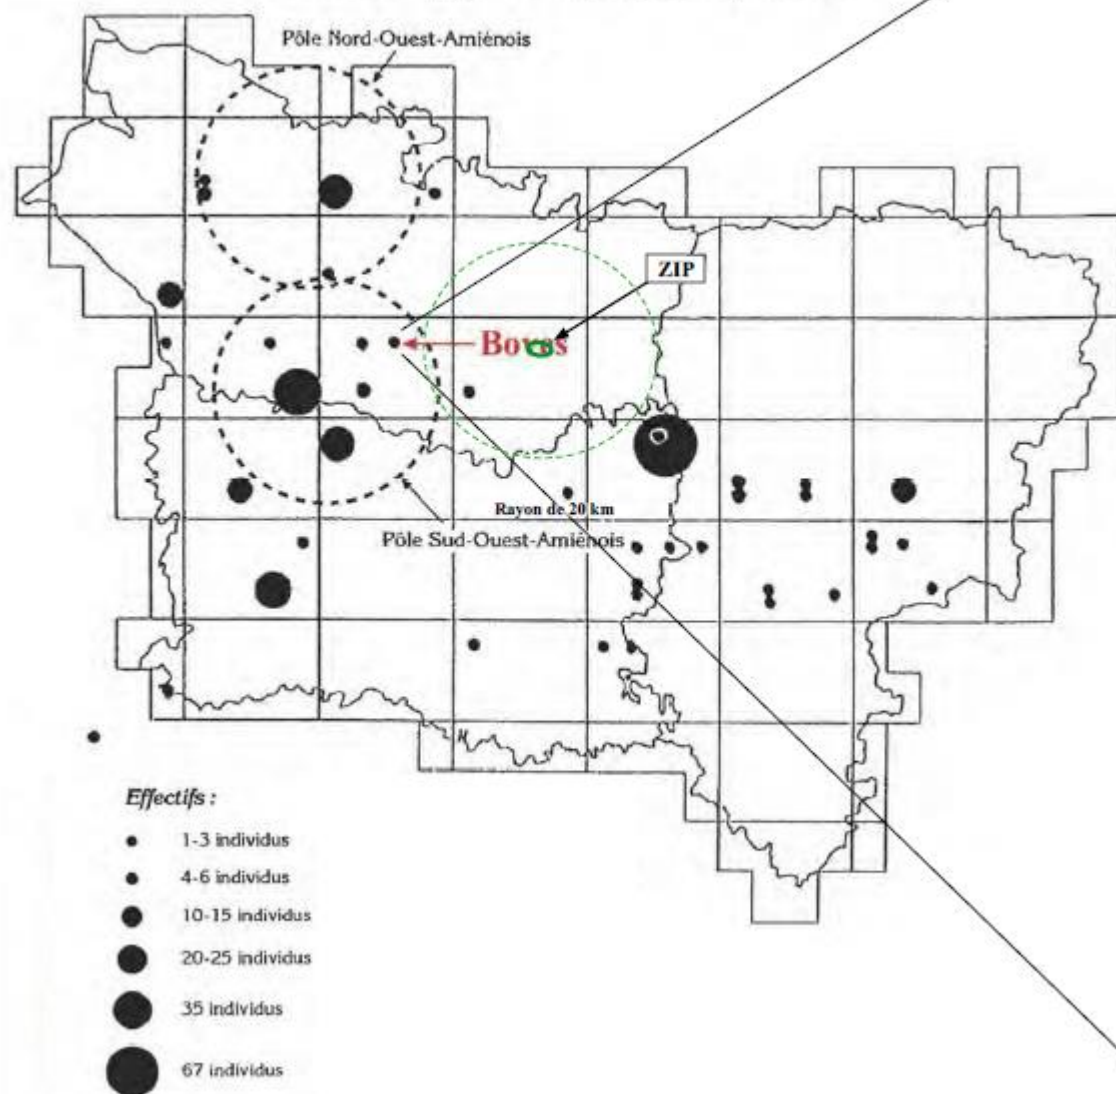 Pôle Nord-Ouest-Amiénois
ZIP
Boves
Rayon de 20 km
Pôle Sud-Ouest-Amiénois
Effectifs :
1-3 individus
4-6 individus
10-15 individus
20-25 individus
35 individus
67 individus